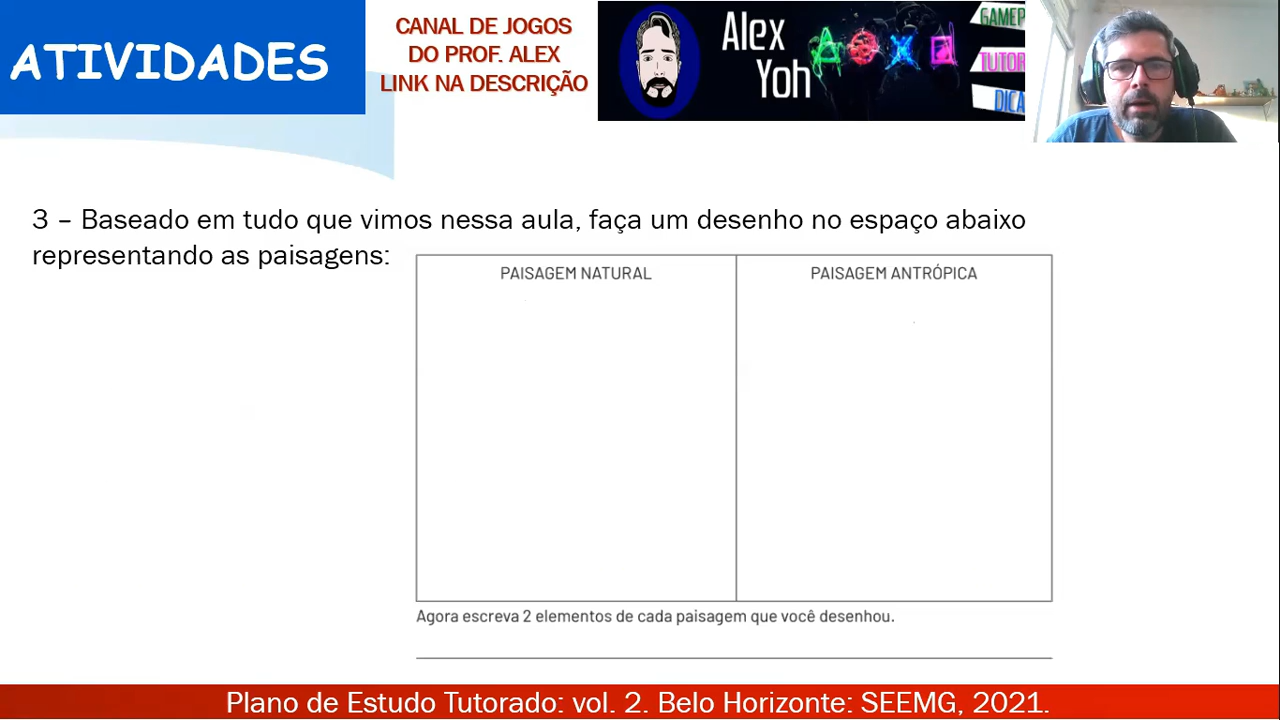 ATIVIDADES
CANAL DE JOGOS
DO PROF. ALEX
LINK NA DESCRIÇÃO
Alex
Yoh
3 – Baseado em tudo que vimos nessa aula, faça um desenho no espaço abaixo
representando as paisagens:
PAISAGEM NATURAL
PAISAGEM ANTRÓPICA
Agora escreva 2 elementos de cada paisagem que você desenhou.
Plano de Estudo Tutorado: vol. 2. Belo Horizonte: SEEMG, 2021.